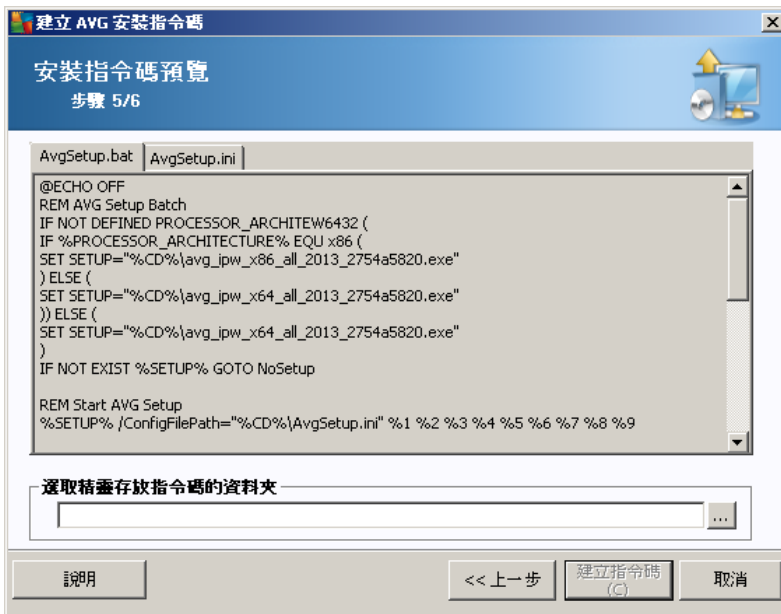 建立 AVG 安裝指令碼
安裝指令碼預覽
步驟 5/6
AvgSetup.bat
AvgSetup.ini
@ECHO OFF
REM AVG Setup Batch
IF NOT DEFINED PROCESSOR_ARCHITEW6432 (
IF %PROCESSOR_ARCHITECTURE% EQU x86 (
SET SETUP="%CD%\avg_ipw_x86_all_2013_2754a5820.exe"
) ELSE (
SET SETUP="%CD%\avg_ipw_x64_all_2013_2754a5820.exe"
)) ELSE (
SET SETUP="%CD%\avg_ipw_x64_all_2013_2754a5820.exe"
)
IF NOT EXIST %SETUP% GOTO NoSetup
REM Start AVG Setup
%SETUP% /ConfigFilePath="%CD%\AvgSetup.ini" %1 %2 %3 %4 %5 %6 %7 %8 %9
選取精靈存放指令碼的資料夾
...
說明
<< 上一步
建立指令碼
(C)
取消